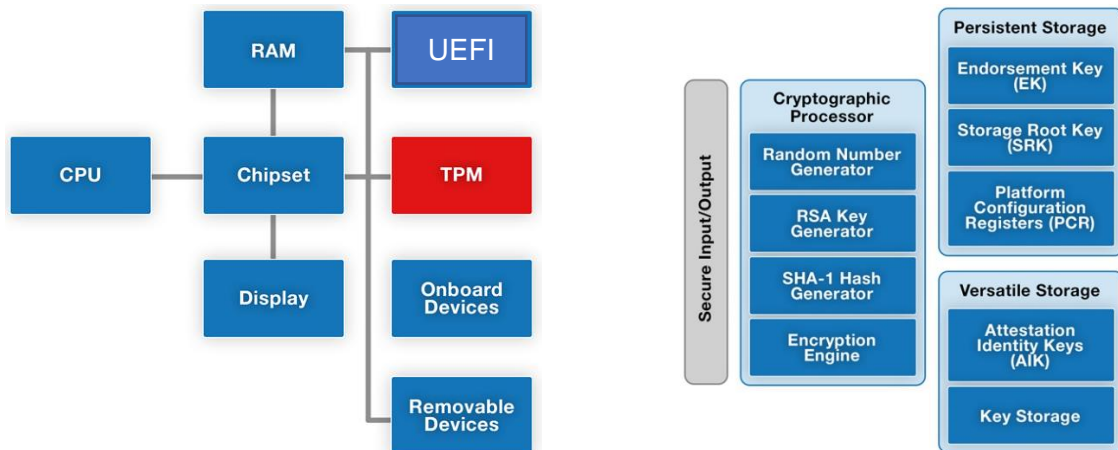 RAM
UEFI
CPU
Chipset
TPM
Display
Onboard
Devices
Removable
Devices
Secure Input/Output
Cryptographic
Processor
Random Number
Generator
RSA Key
Generator
SHA-1 Hash
Generator
Encryption
Engine
Persistent Storage
Endorsement Key
(EK)
Storage Root Key
(SRK)
Platform
Configuration
Registers (PCR)
Versatile Storage
Attestation
Identity Keys
(AIK)
Key Storage